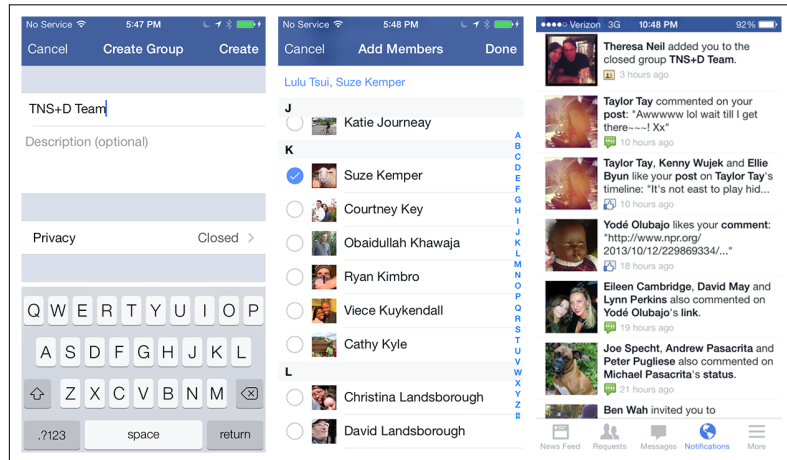 No Service 5:47 PM
Cancel Create Group Create
TNS+D Team
Description (optional)
Privacy Closed >
Q W E R T Y U I O P
A S D F G H J K L
Z X C V B N M
.?123 space return
No Service 5:48 PM
Cancel Add Members Done
Lulu Tsui, Suze Kemper
J
Katie Journeay
K
Suze Kemper
Courtney Key
Obaidullah Khawaja
Ryan Kimbro
Viece Kuykendall
Cathy Kyle
L
Christina Landsborough
David Landsborough
A
B
C
D
E
F
G
H
I
J
K
L
M
N
O
P
Q
R
S
T
U
V
W
X
Y
Z
#
Verizon 3G 10:48 PM 92%
Theresa Neil added you to the
closed group TNS+D Team.
3 hours ago
Taylor Tay commented on your
post: "Awwwww lol wait till I get
there~~~! Xx"
10 hours ago
Taylor Tay, Kenny Wujek and Ellie
Byun like your post on Taylor Tay's
timeline: "It's not east to play hid...
10 hours ago
Yodé Olubajo likes your comment:
"http://www.npr.org/
2013/10/12/229869334/..."
18 hours ago
Eileen Cambridge, David May and
Lynn Perkins also commented on
Yodé Olubajo's link.
19 hours ago
Joe Specht, Andrew Pasacrita and
Peter Pugliese also commented on
Michael Pasacrita's status.
21 hours ago
Ben Wah invited you to
News Feed Requests Messages Notifications More